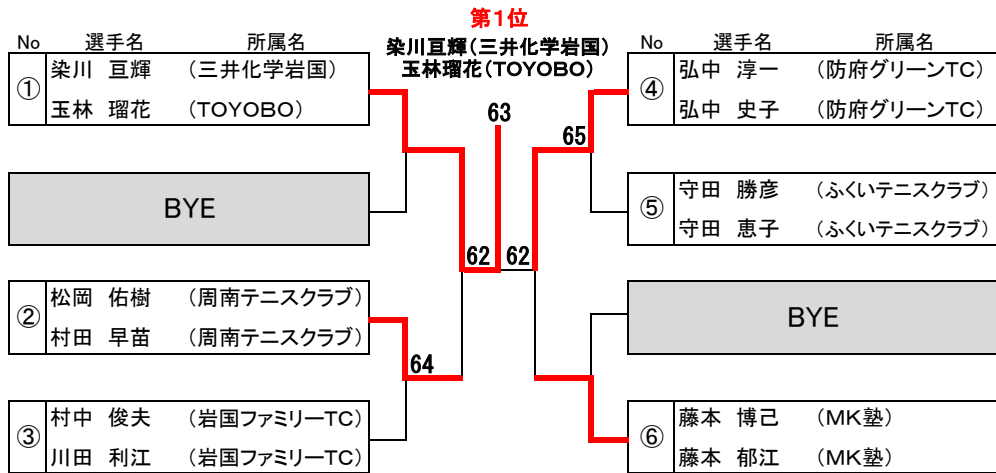 第1位
染川亘輝(三井化学岩国)
玉林瑠花(TOYOBO)
No 選手名 所属名
① 染川 亘輝 (三井化学岩国)
玉林 瑠花 (TOYOBO)
BYE
② 松岡 佑樹 (周南テニスクラブ)
村田 早苗 (周南テニスクラブ)
③ 村中 俊夫 (岩国ファミリーTC)
川田 利江 (岩国ファミリーTC)
64
62
63
62
65
No 選手名 所属名
④ 弘中 淳一 (防府グリーンTC)
弘中 史子 (防府グリーンTC)
⑤ 守田 勝彦 (ふくいテニスクラブ)
守田 恵子 (ふくいテニスクラブ)
BYE
⑥ 藤本 博己 (MK塾)
藤本 郁江 (MK塾)